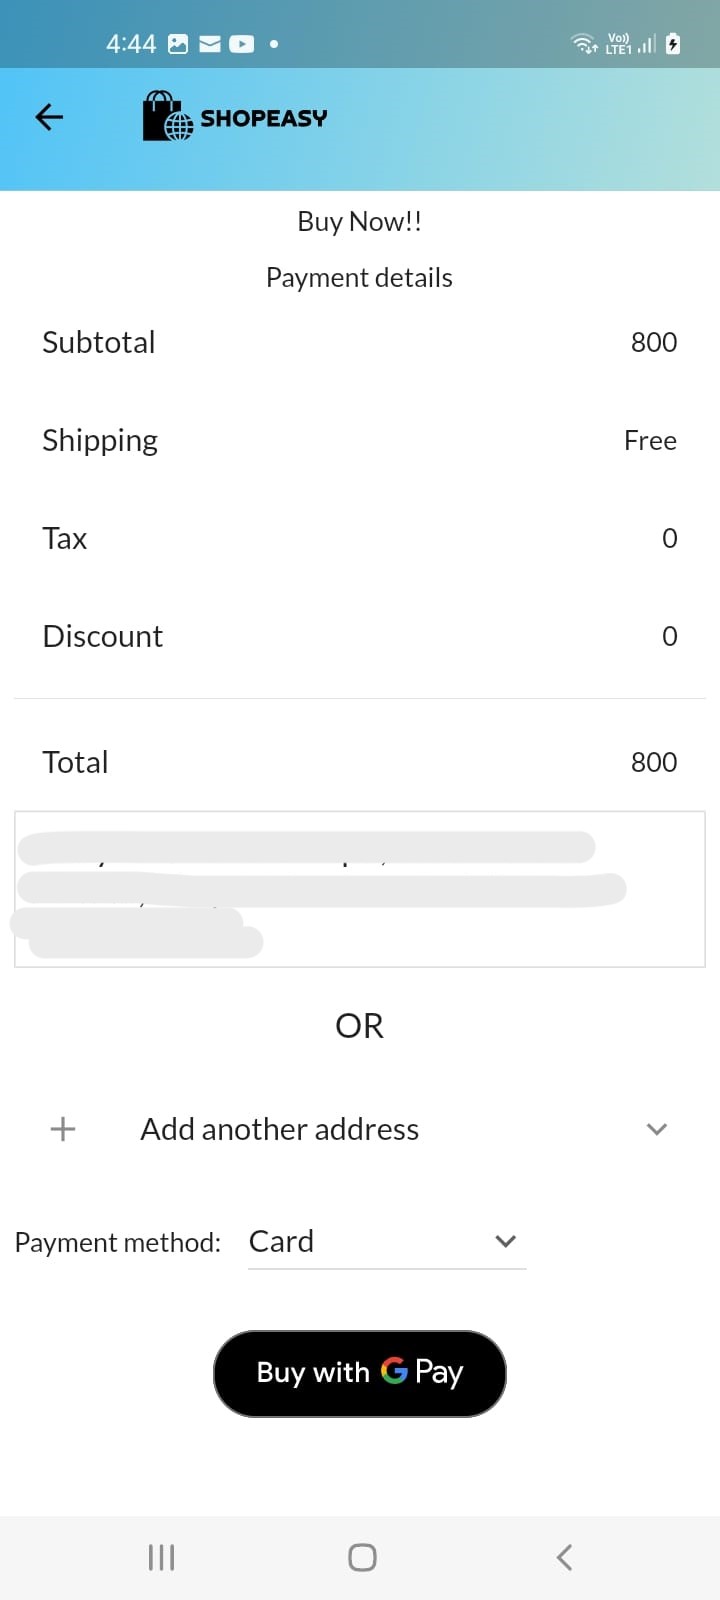 4:44
Vo))
LTE1
SHOPEASY
Buy Now!!
Payment details
Subtotal 800
Shipping Free
Tax 0
Discount 0
Total 800
OR
+ Add another address
Payment method: Card
Buy with G Pay